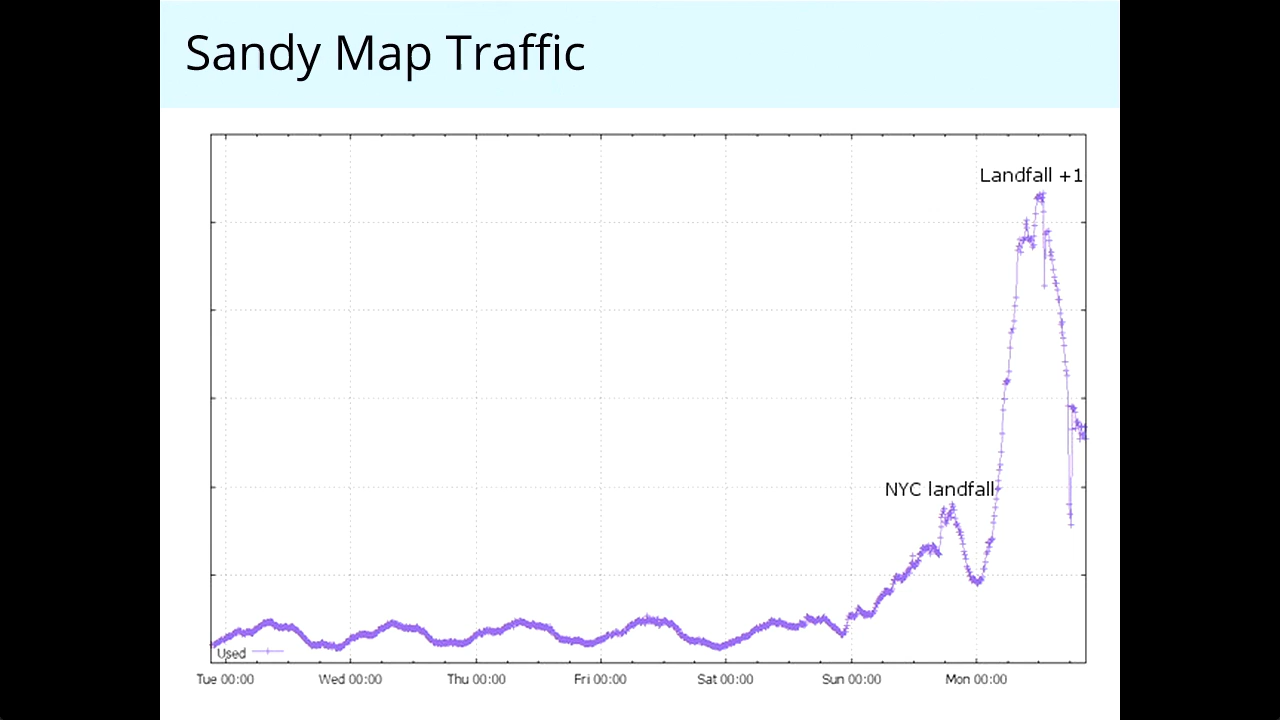 Sandy Map Traffic
Landfall +1
NYC landfall
Used
Tue 00:00 Wed 00:00 Thu 00:00 Fri 00:00 Sat 00:00 Sun 00:00 Mon 00:00